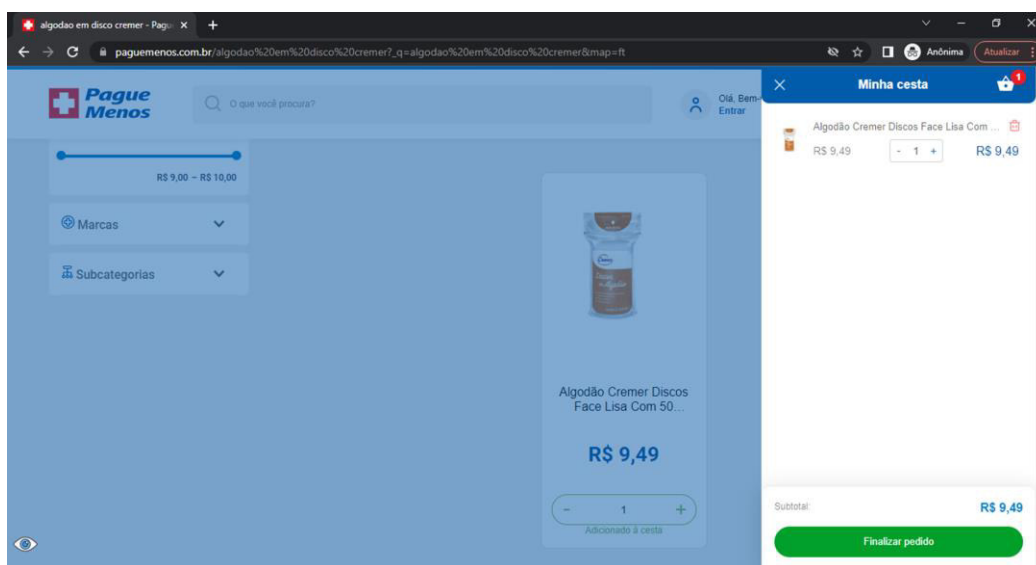 algodao em disco cremer - Pagu
paguemenos.com.br/algodao%20em%20disco%20cremer?_q=algodao%20em%20disco%20cremer&map=ft
Anônima
Atualizar
Pague
Menos
O que você procura?
Olá, Bem-
Entrar
R$ 9,00 – R$ 10,00
Marcas
Subcategorias
Algodão Cremer Discos
Face Lisa Com 50...
R$ 9,49
- 1 +
Adicionado à cesta
Minha cesta
1
Algodão Cremer Discos Face Lisa Com ...
R$ 9,49 - 1 + R$ 9,49
Subtotal: R$ 9,49
Finalizar pedido